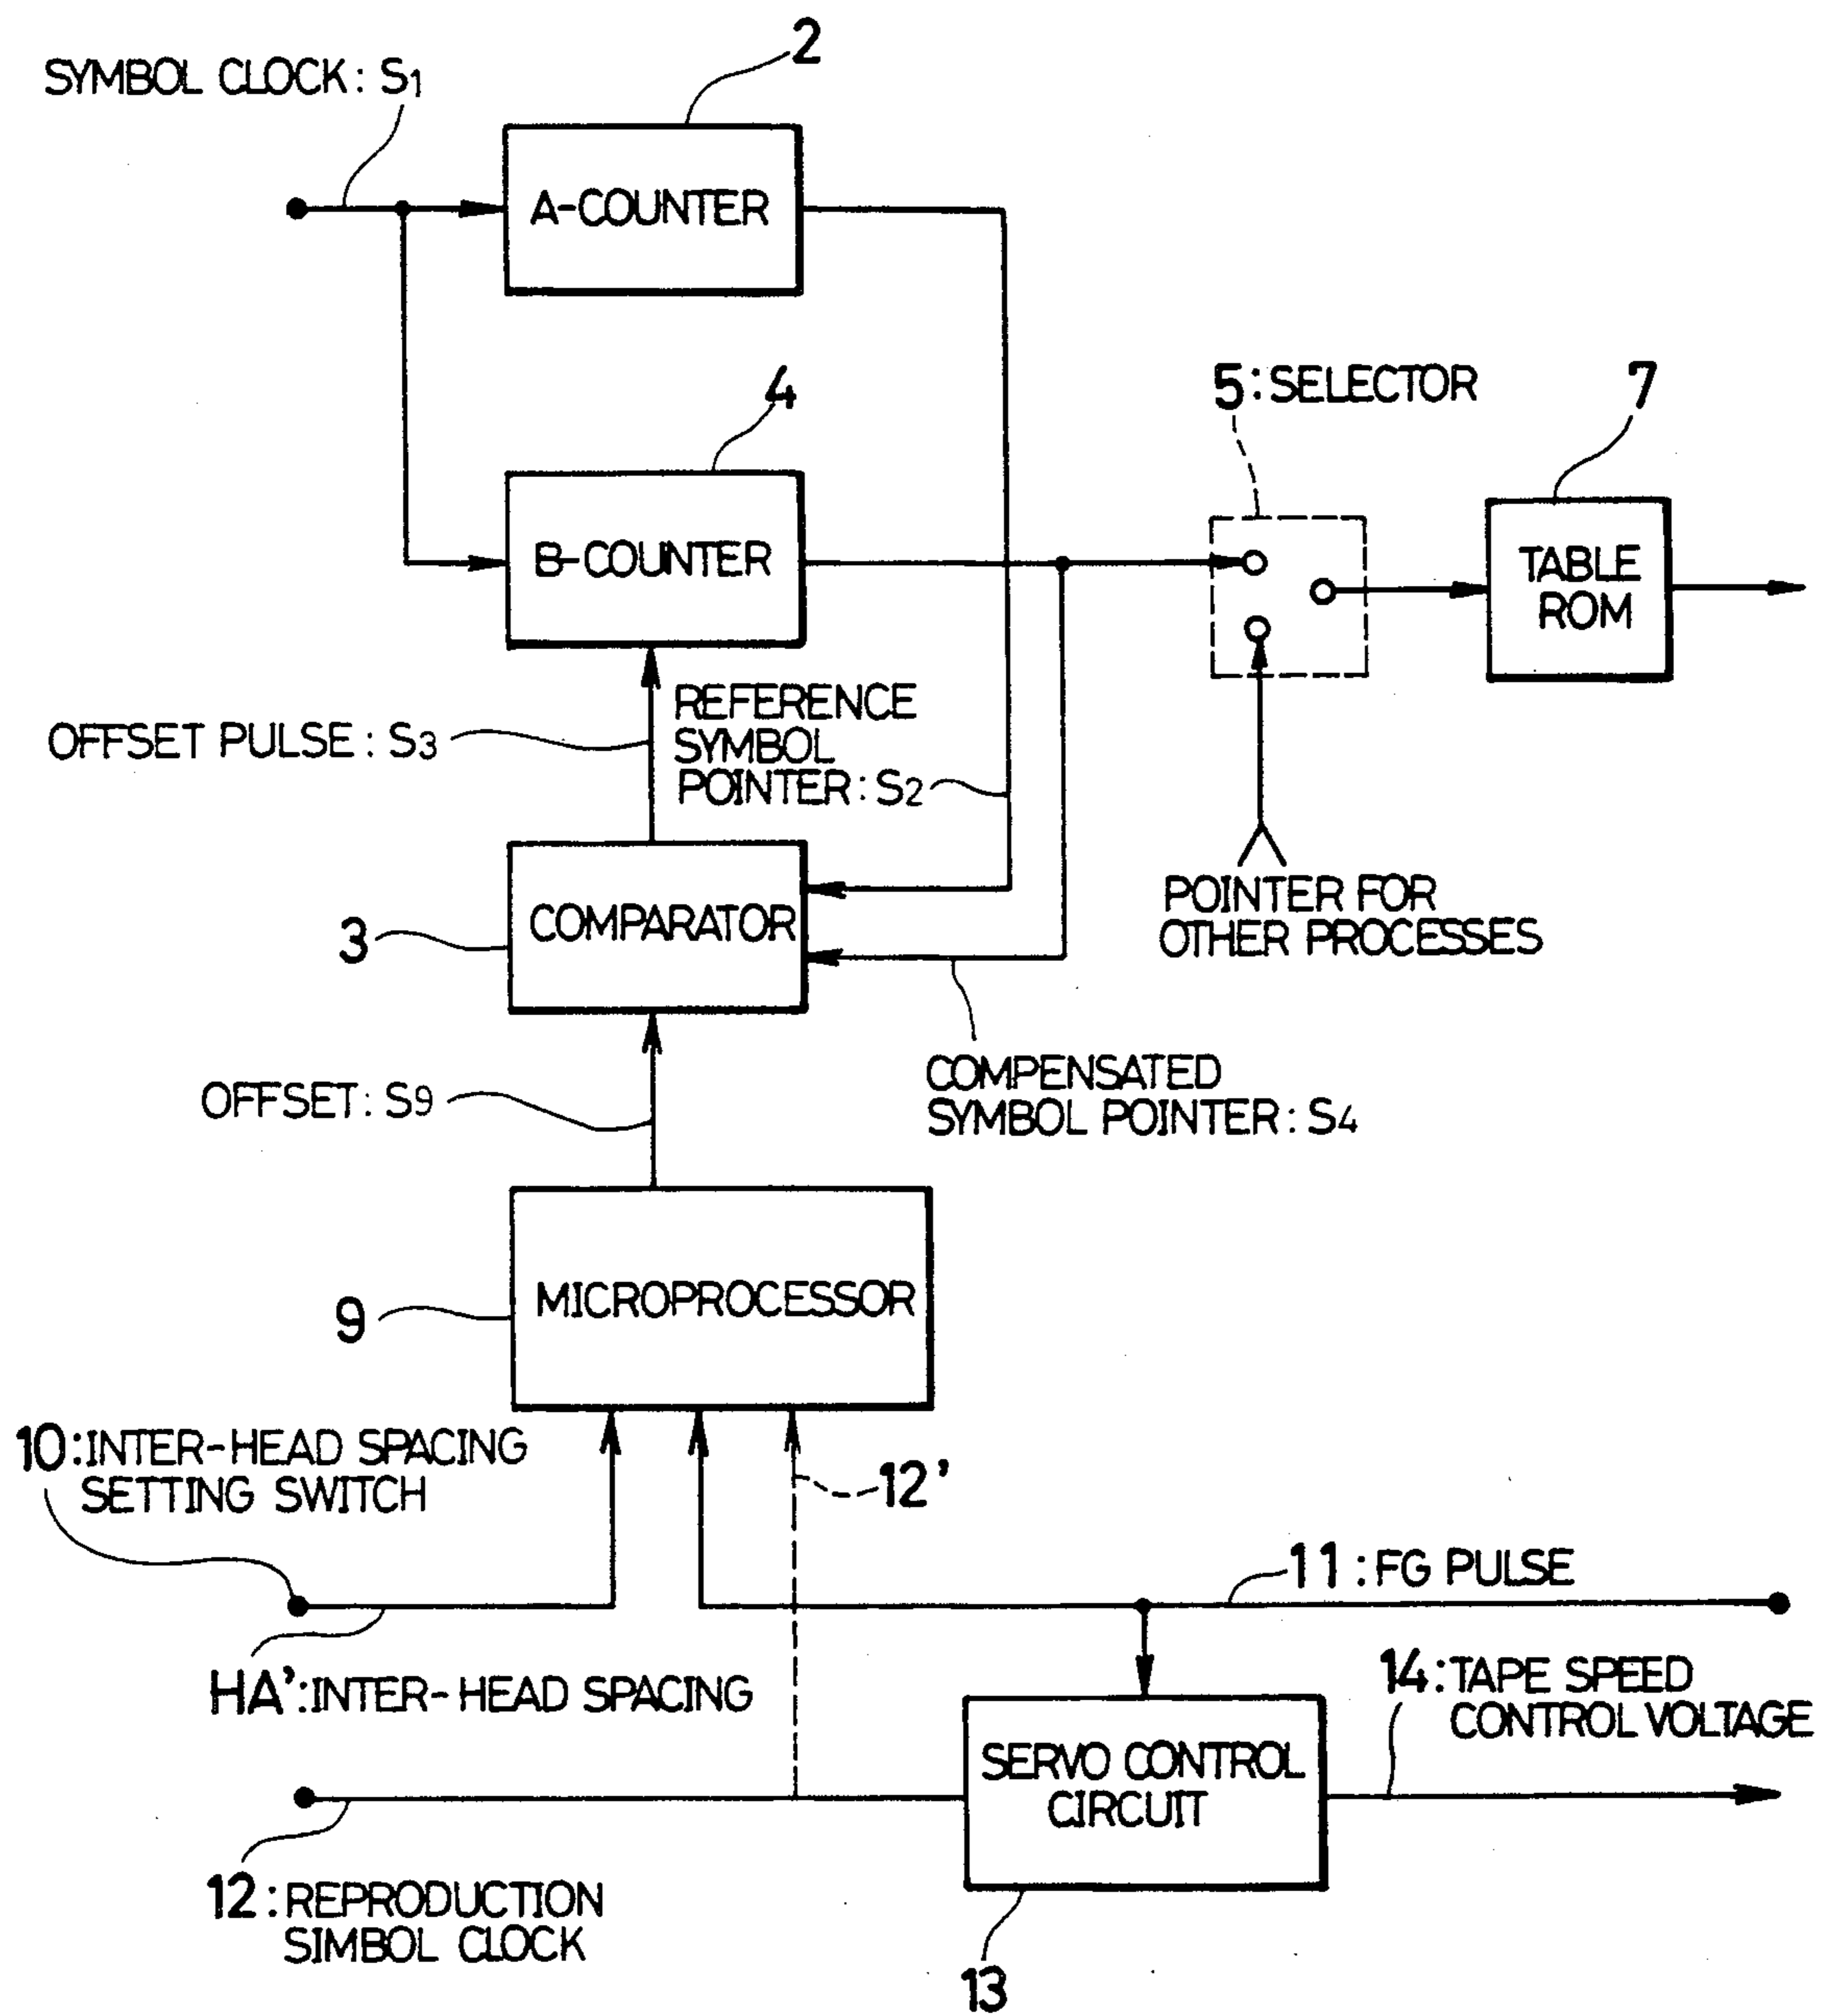 2
SYMBOL CLOCK: S1
A-COUNTER
4
5: SELECTOR
7
B-COUNTER
TABLE
ROM
REFERENCE
SYMBOL
POINTER: S2
OFFSET PULSE: S3
COMPARATOR
3
POINTER FOR
OTHER PROCESSES
COMPENSATED
SYMBOL POINTER: S4
OFFSET: S9
MICROPROCESSOR
9
10: INTER-HEAD SPACING
SETTING SWITCH
12'
11: FG PULSE
HA': INTER-HEAD SPACING
14: TAPE SPEED
CONTROL VOLTAGE
SERVO CONTROL
CIRCUIT
12: REPRODUCTION
SIMBOL CLOCK
13